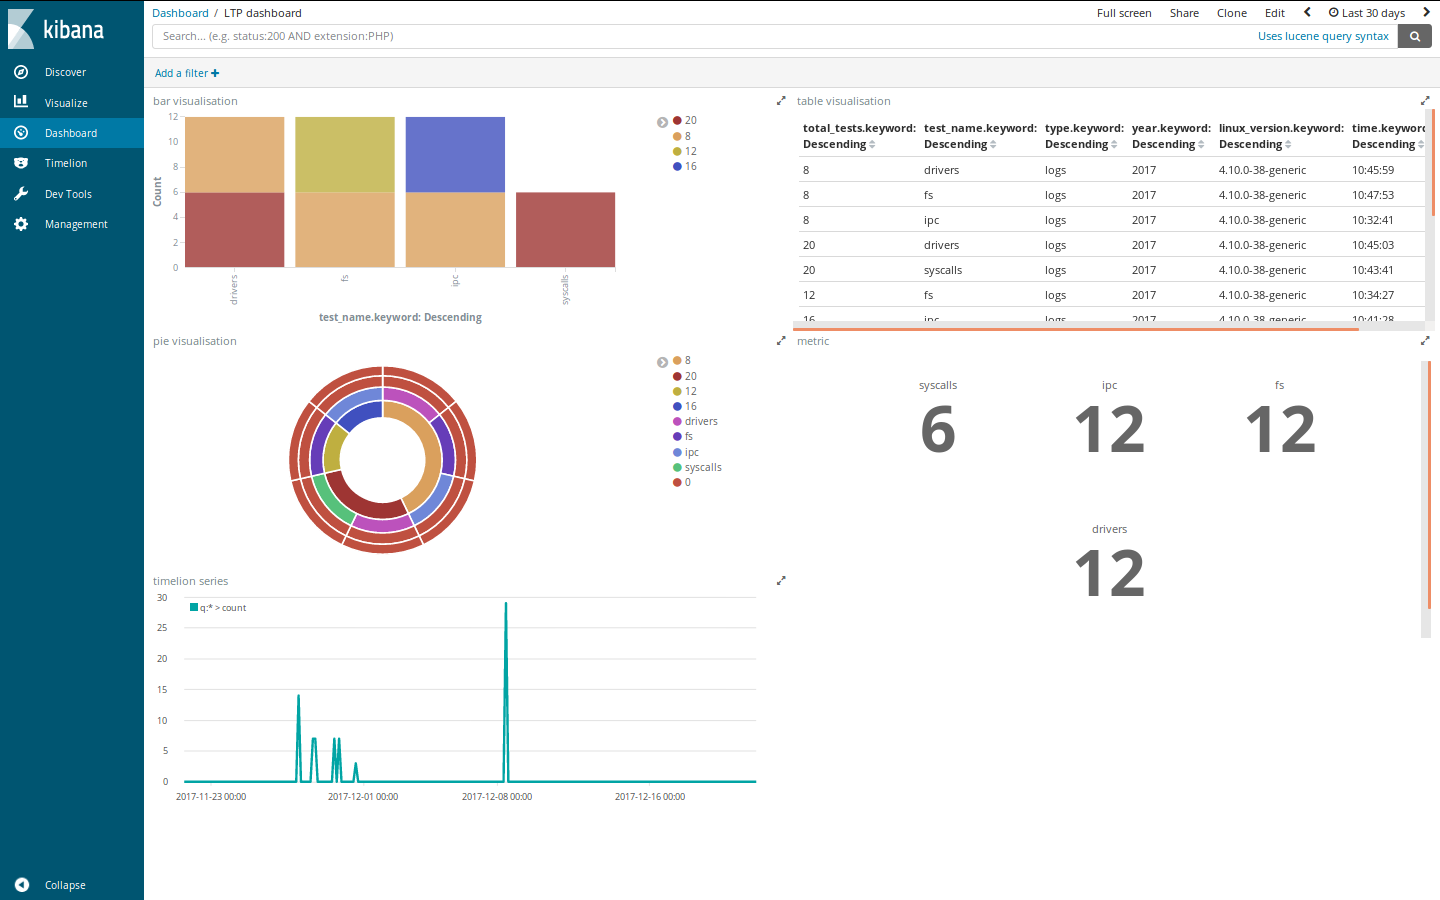 kibana
Discover
Visualize
Dashboard
Timelion
Dev Tools
Management
Collapse
Dashboard / LTP dashboard
Full screen Share Clone Edit Last 30 days
Search... (e.g. status:200 AND extension:PHP) Uses lucene query syntax
Add a filter
bar visualisation
12
10
8
6
4
2
0
Count
drivers fs ipc syscalls
test_name.keyword: Descending
20
8
12
16
table visualisation
total_tests.keyword: test_name.keyword: type.keyword: year.keyword: linux_version.keyword: time.keyword
Descending Descending Descending Descending Descending Descending
8 drivers logs 2017 4.10.0-38-generic 10:45:59
8 fs logs 2017 4.10.0-38-generic 10:47:53
8 ipc logs 2017 4.10.0-38-generic 10:32:41
20 drivers logs 2017 4.10.0-38-generic 10:45:03
20 syscalls logs 2017 4.10.0-38-generic 10:43:41
12 fs logs 2017 4.10.0-38-generic 10:34:27
16 ipc logs 2017 4.10.0-38-generic 10:41:28
pie visualisation
8
20
12
16
drivers
fs
ipc
syscalls
0
metric
syscalls ipc fs
6 12 12
drivers
12
timelion series
q:* > count
30
25
20
15
10
5
0
2017-11-23 00:00 2017-12-01 00:00 2017-12-08 00:00 2017-12-16 00:00